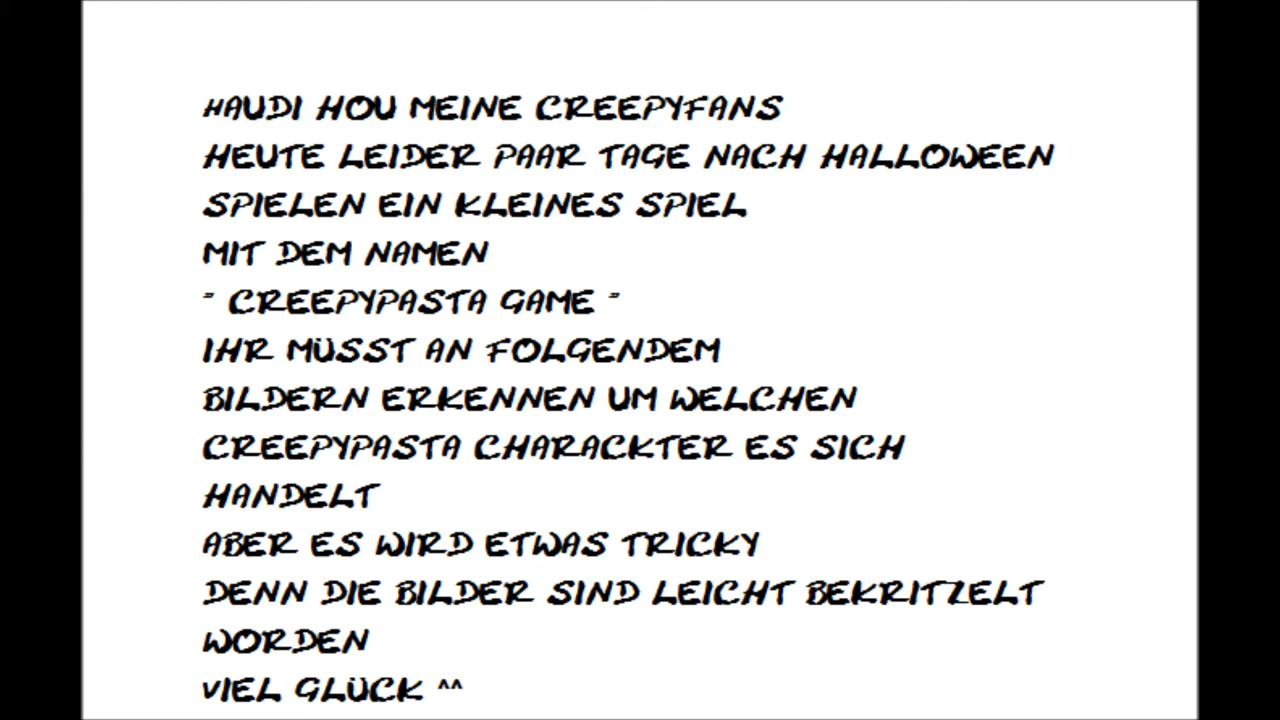 HAUDI HOU MEINE CREEPYFANS
HEUTE LEIDER PAAR TAGE NACH HALLOWEEN
SPIELEN EIN KLEINES SPIEL
MIT DEM NAMEN
" CREEPYPASTA GAME "
IHR MÜSST AN FOLGENDEM
BILDERN ERKENNEN UM WELCHEN
CREEPYPASTA CHARACKTER ES SICH
HANDELT
ABER ES WIRD ETWAS TRICKY
DENN DIE BILDER SIND LEICHT BEKRITZELT
WORDEN
VIEL GLÜCK ^^